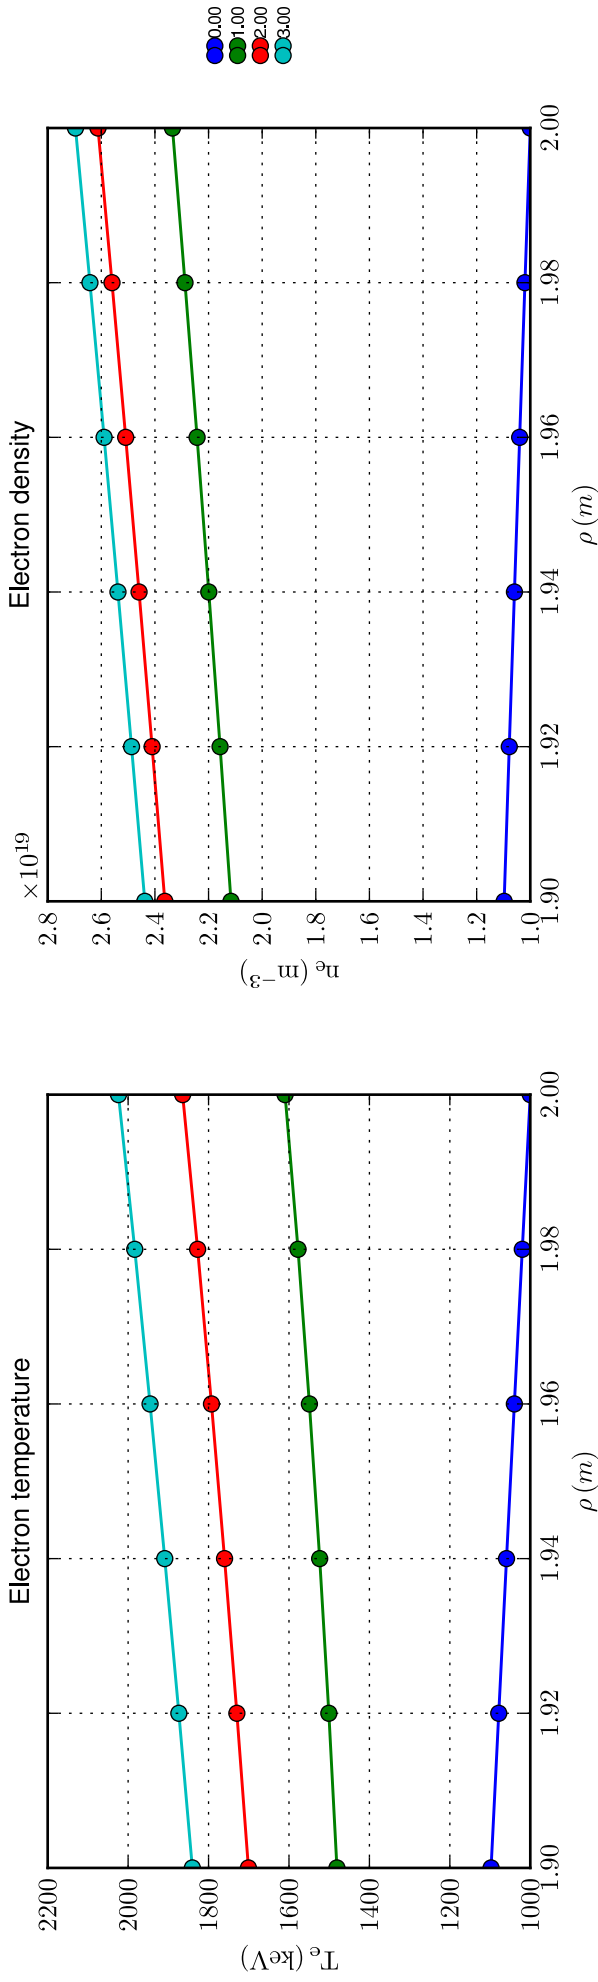 Electron temperature
T_e (keV)
2200
2000
1800
1600
1400
1200
1000
1.90 1.92 1.94 1.96 1.98 2.00
ρ (m)
Electron density
×10^19
n_e (m^−3)
2.8
2.6
2.4
2.2
2.0
1.8
1.6
1.4
1.2
1.0
1.90 1.92 1.94 1.96 1.98 2.00
ρ (m)
0.00
1.00
2.00
3.00